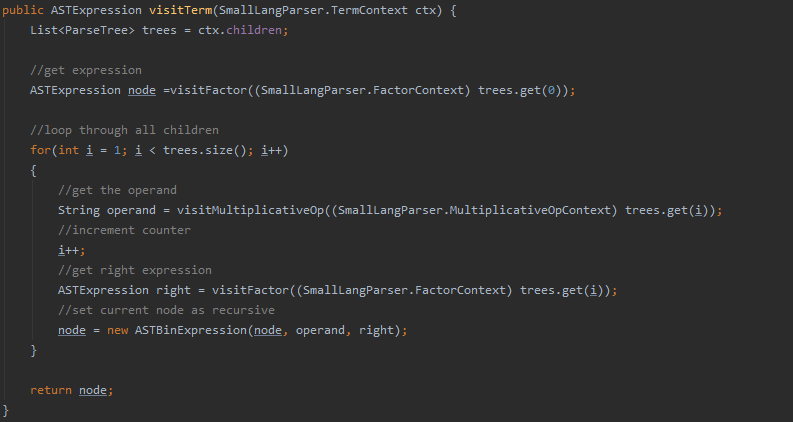 public ASTExpression visitTerm(SmallLangParser.TermContext ctx) {
    List<ParseTree> trees = ctx.children;

    //get expression
    ASTExpression node =visitFactor((SmallLangParser.FactorContext) trees.get(0));

    //loop through all children
    for(int i = 1; i < trees.size(); i++)
    {
        //get the operand
        String operand = visitMultiplicativeOp((SmallLangParser.MultiplicativeOpContext) trees.get(i));
        //increment counter
        i++;
        //get right expression
        ASTExpression right = visitFactor((SmallLangParser.FactorContext) trees.get(i));
        //set current node as recursive
        node = new ASTBinExpression(node, operand, right);
    }

    return node;
}